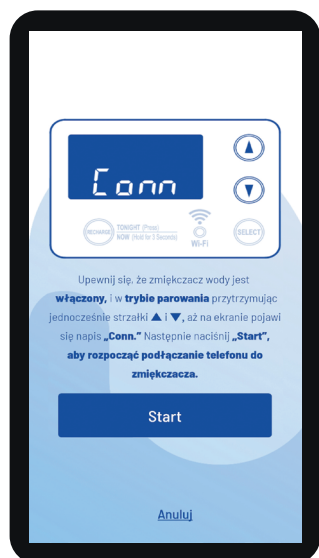 Conn
RECHARGE
TONIGHT (Press)
NOW (Hold for 3 Seconds)
Wi-Fi
SELECT
Upewnij się, że zmiękczacz wody jest
włączony, i w trybie parowania przytrzymując
jednocześnie strzałki ▲ i ▼, aż na ekranie pojawi
się napis „Conn.” Następnie naciśnij „Start”,
aby rozpocząć podłączanie telefonu do
zmiękczacza.
Start
Anuluj